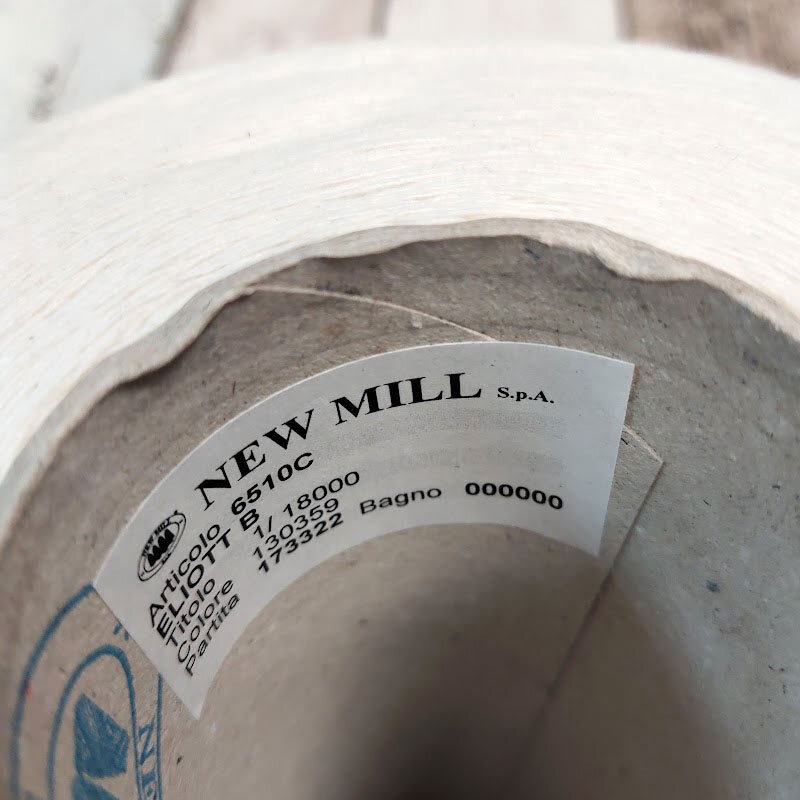 NEW MILL S.p.A.
Articolo 6510C
ELIOTT B
Titolo 1/ 18000
Colore 130359
Partita 173322 Bagno 000000